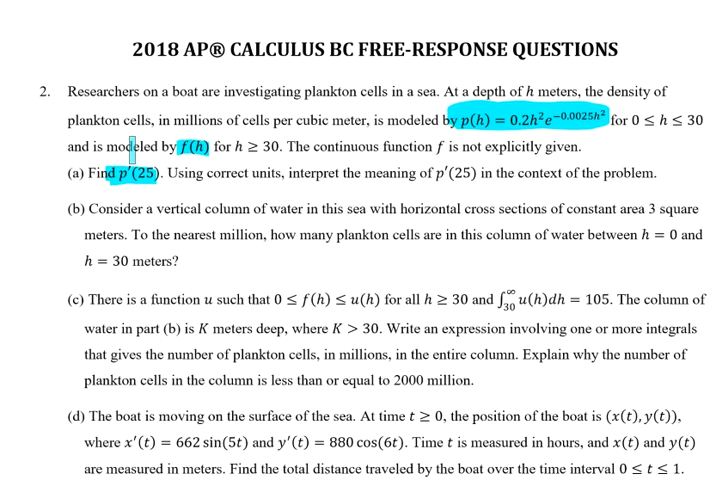 2018 AP® CALCULUS BC FREE-RESPONSE QUESTIONS
2. Researchers on a boat are investigating plankton cells in a sea. At a depth of h meters, the density of
plankton cells, in millions of cells per cubic meter, is modeled by p(h) = 0.2h²e^{−0.0025h²} for 0 ≤ h ≤ 30
and is modeled by f(h) for h ≥ 30. The continuous function f is not explicitly given.
(a) Find p′(25). Using correct units, interpret the meaning of p′(25) in the context of the problem.
(b) Consider a vertical column of water in this sea with horizontal cross sections of constant area 3 square
meters. To the nearest million, how many plankton cells are in this column of water between h = 0 and
h = 30 meters?
(c) There is a function u such that 0 ≤ f(h) ≤ u(h) for all h ≥ 30 and ∫₃₀^∞ u(h)dh = 105. The column of
water in part (b) is K meters deep, where K > 30. Write an expression involving one or more integrals
that gives the number of plankton cells, in millions, in the entire column. Explain why the number of
plankton cells in the column is less than or equal to 2000 million.
(d) The boat is moving on the surface of the sea. At time t ≥ 0, the position of the boat is (x(t), y(t)),
where x′(t) = 662 sin(5t) and y′(t) = 880 cos(6t). Time t is measured in hours, and x(t) and y(t)
are measured in meters. Find the total distance traveled by the boat over the time interval 0 ≤ t ≤ 1.